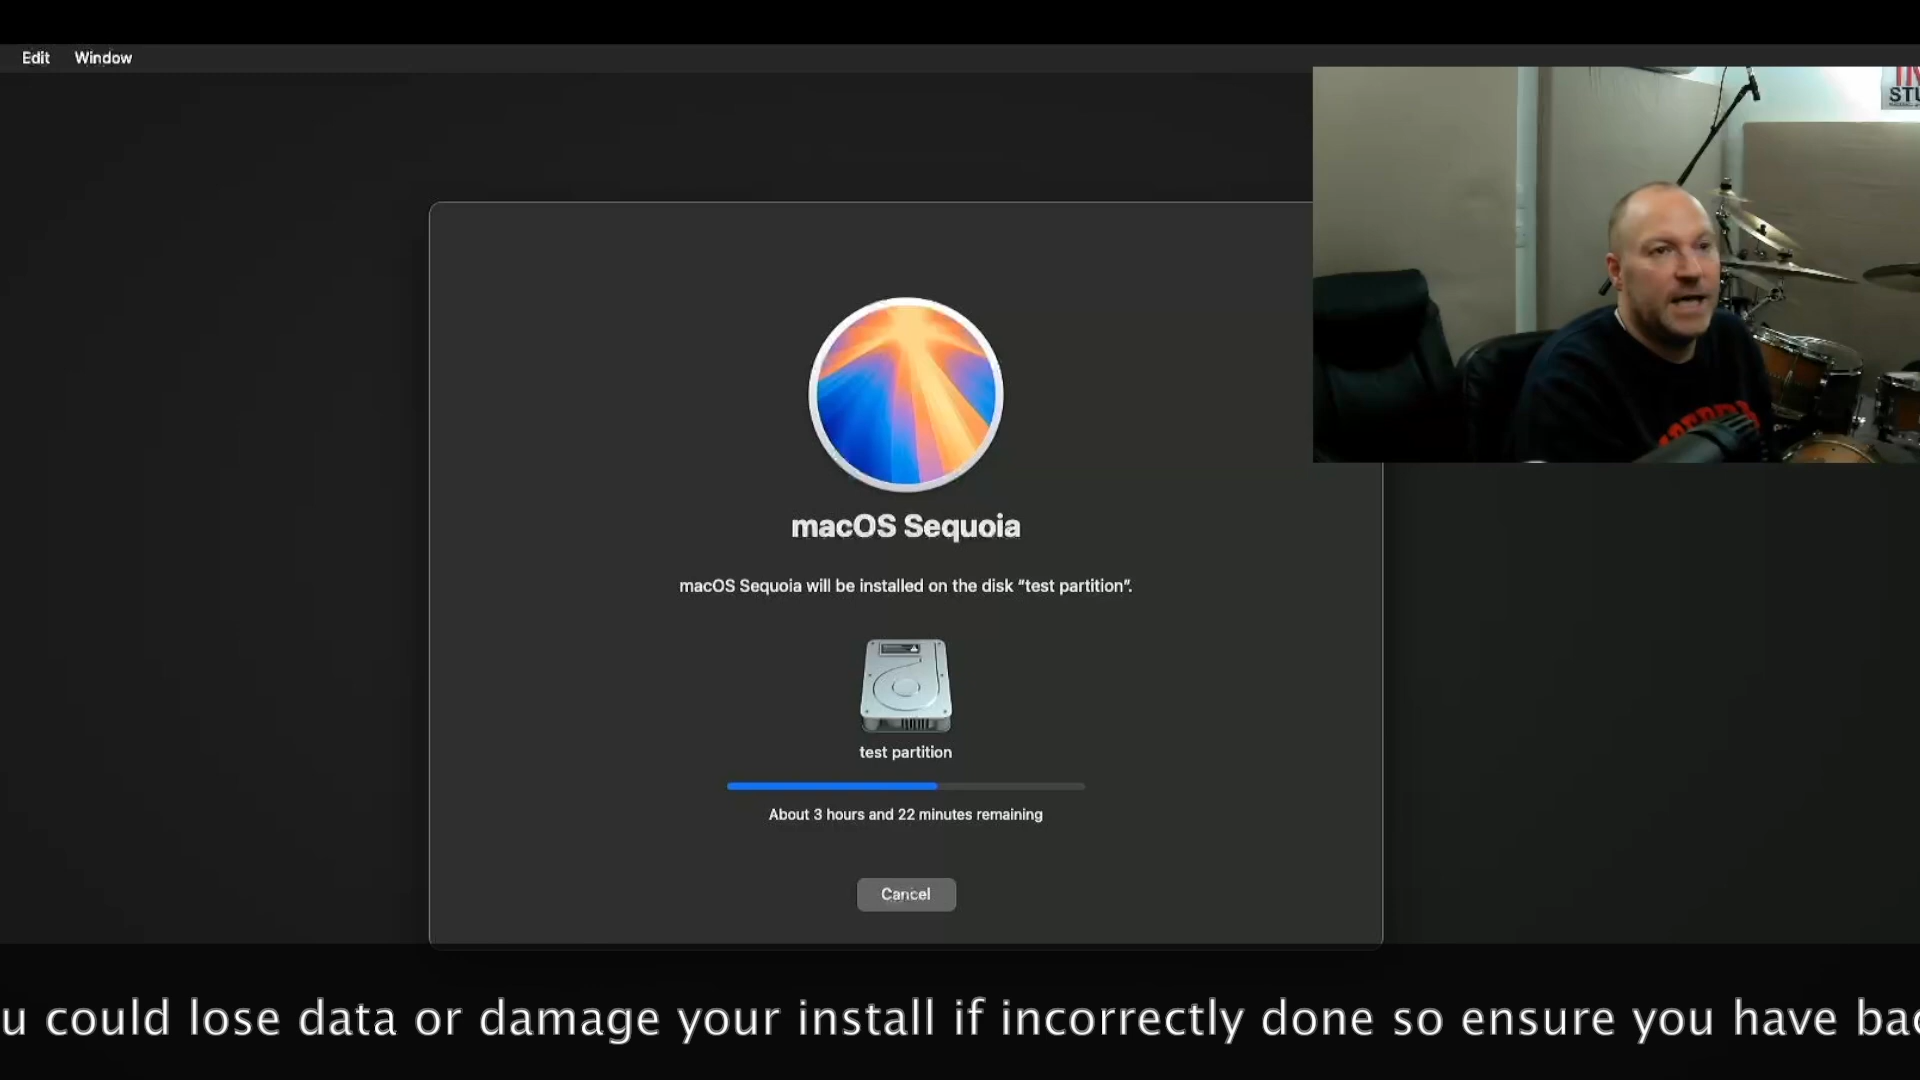 Edit Window
STU
macOS Sequoia
macOS Sequoia will be installed on the disk “test partition”.
test partition
About 3 hours and 22 minutes remaining
Cancel
u could lose data or damage your install if incorrectly done so ensure you have bac